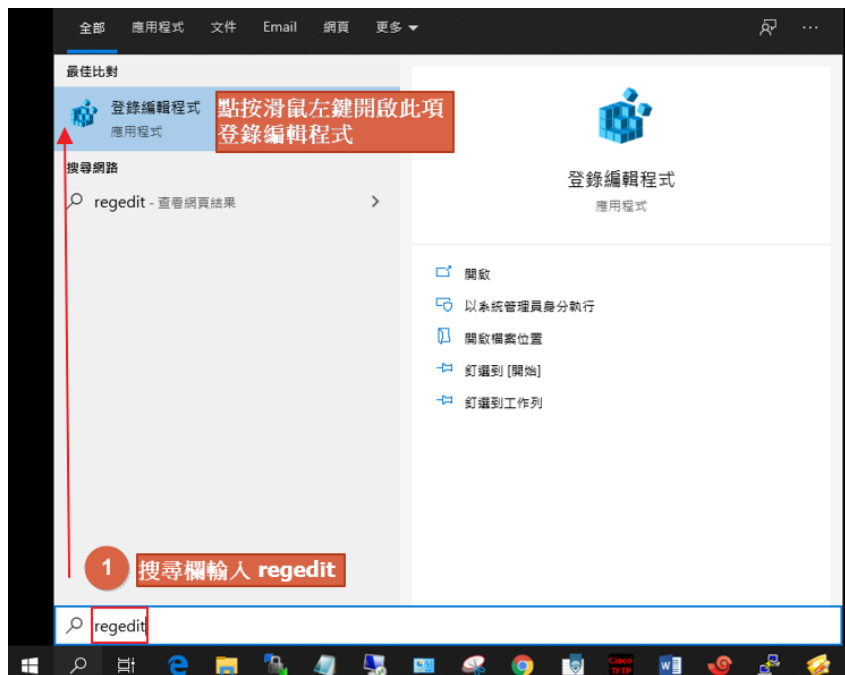 全部 應用程式 文件 Email 網頁 更多
最佳比對
登錄編輯程式
應用程式
點按滑鼠左鍵開啟此項
登錄編輯程式
搜尋網路
regedit - 查看網頁結果
登錄編輯程式
應用程式
開啟
以系統管理員身分執行
開啟檔案位置
釘選到 [開始]
釘選到工作列
1 搜尋欄輸入 regedit
regedit
Cisco
TFTP